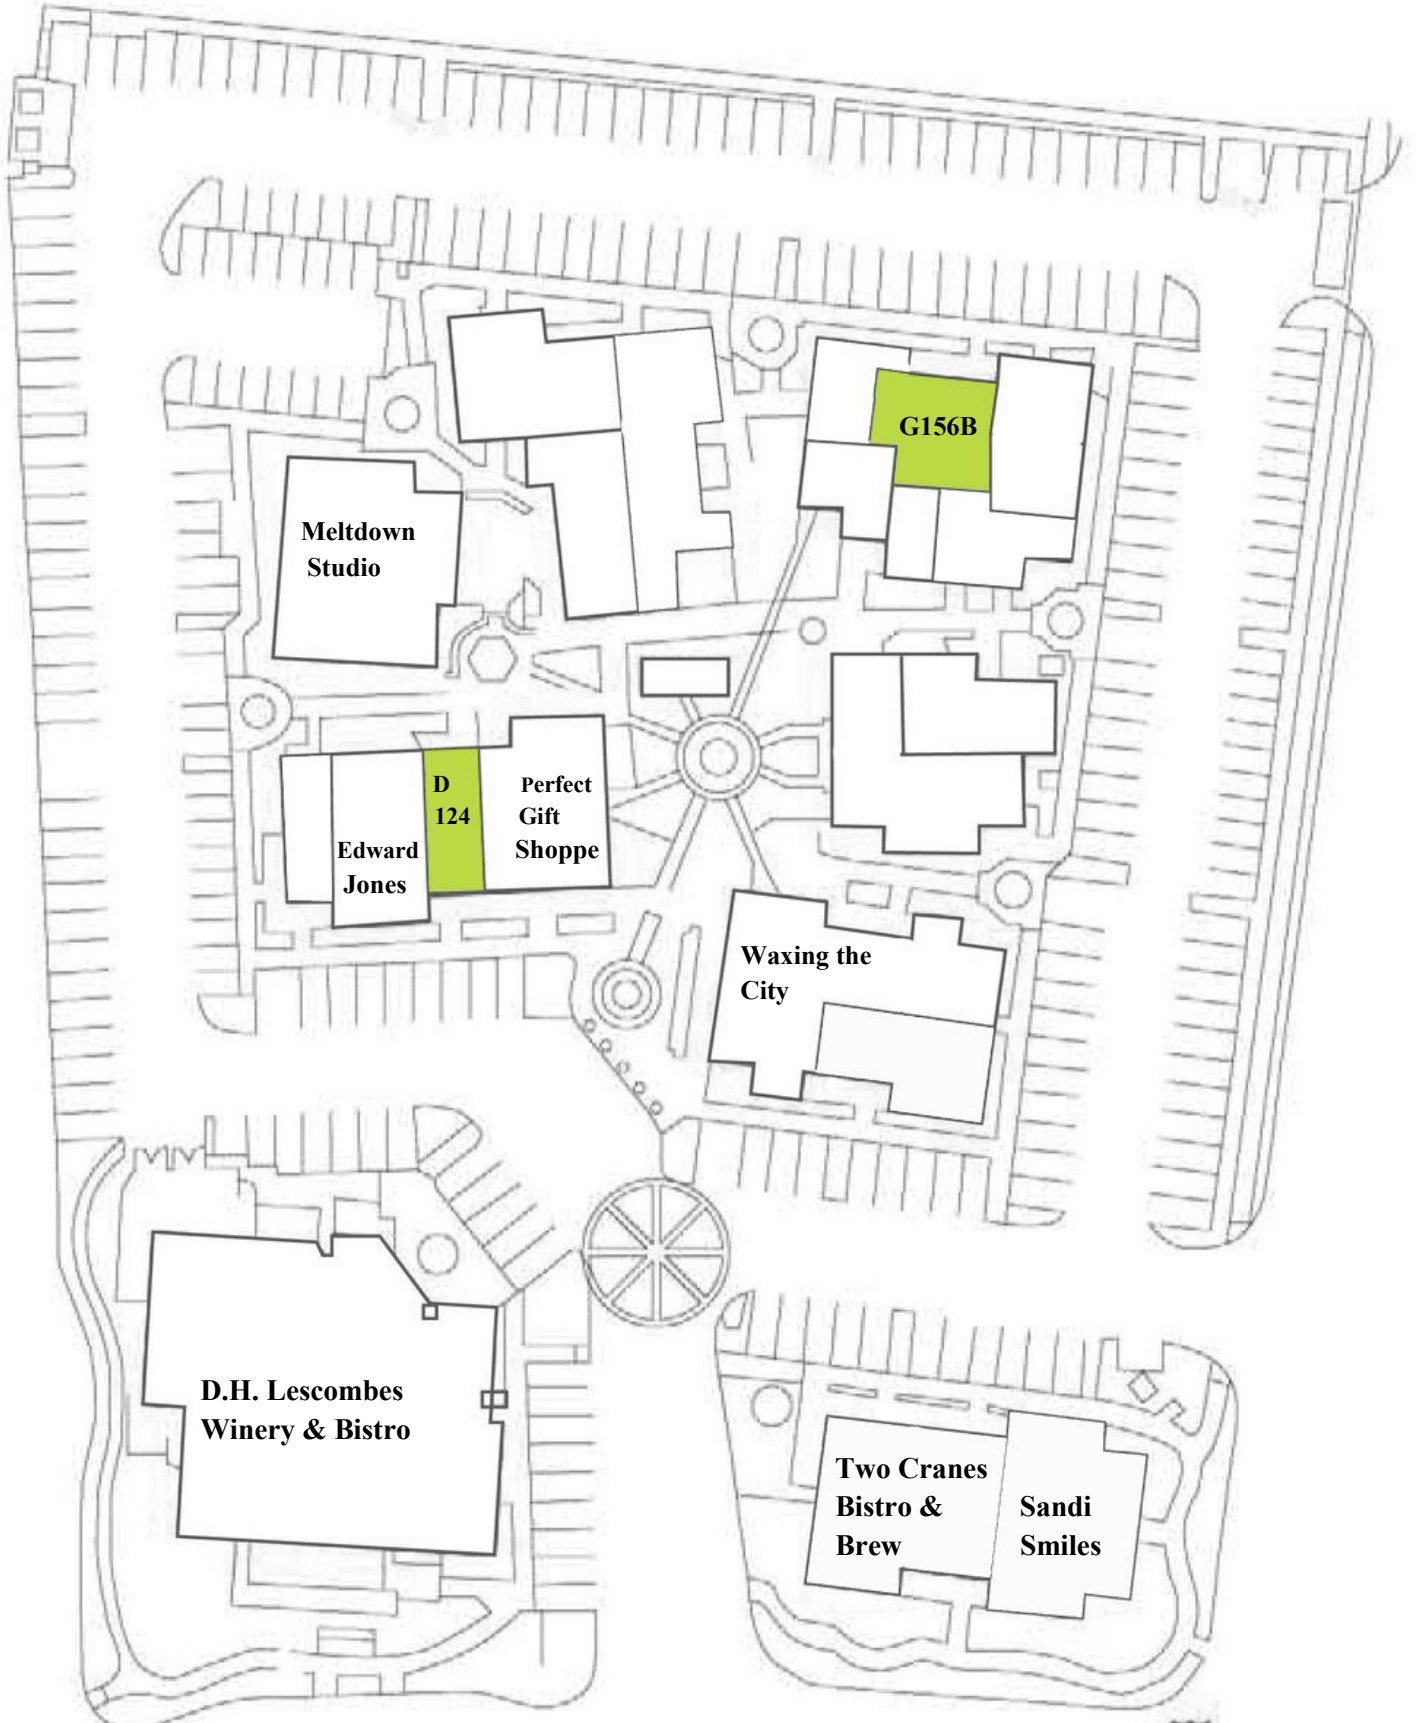 G156B
Meltdown
Studio
D
124
Perfect
Gift
Shoppe
Edward
Jones
Waxing the
City
D.H. Lescombes
Winery & Bistro
Two Cranes
Bistro &
Brew
Sandi
Smiles